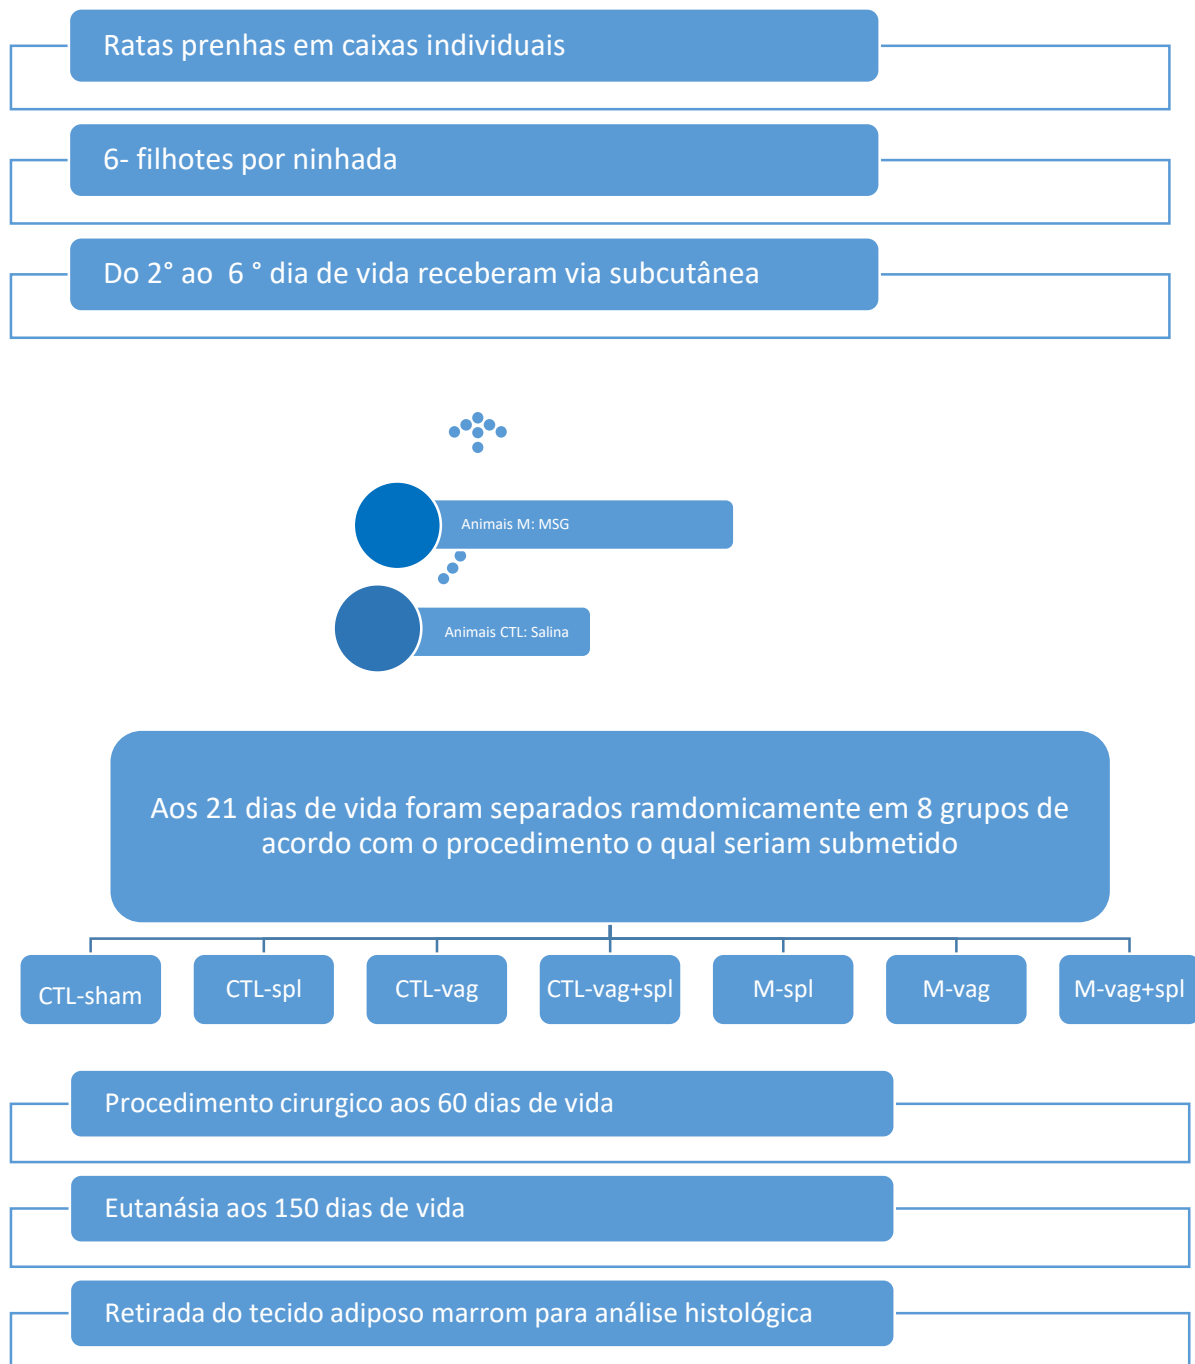 Ratas prenhas em caixas individuais
6- filhotes por ninhada
Do 2° ao 6 ° dia de vida receberam via subcutânea
Animais M: MSG
Animais CTL: Salina
Aos 21 dias de vida foram separados ramdomicamente em 8 grupos de
acordo com o procedimento o qual seriam submetido
CTL-sham
CTL-spl
CTL-vag
CTL-vag+spl
M-spl
M-vag
M-vag+spl
Procedimento cirurgico aos 60 dias de vida
Eutanásia aos 150 dias de vida
Retirada do tecido adiposo marrom para análise histológica